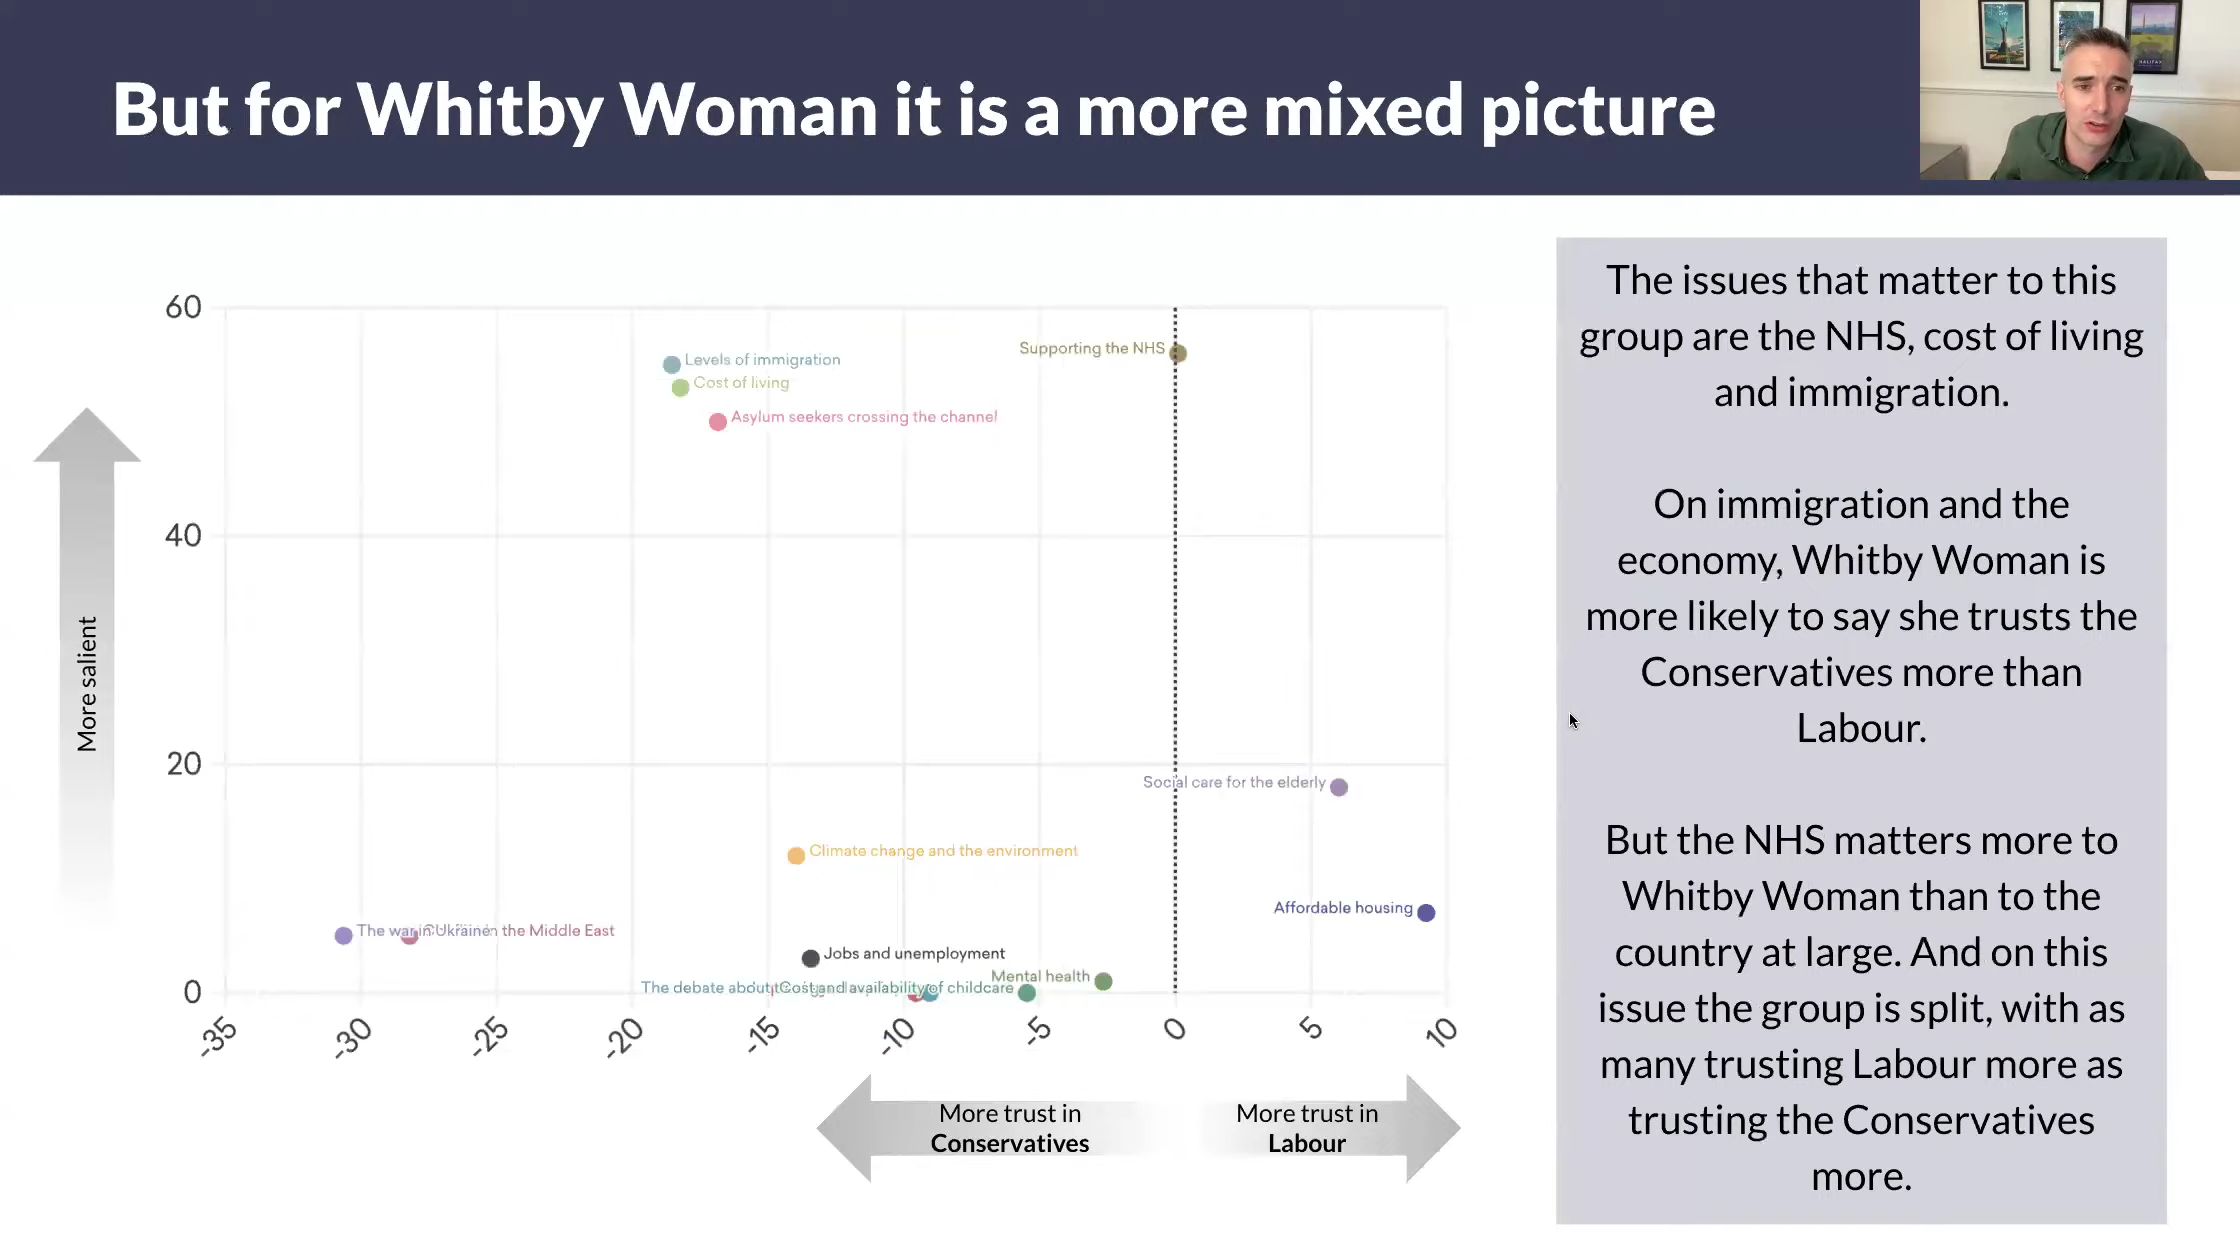 But for Whitby Woman it is a more mixed picture
HALIFAX
60
40
20
0
More salient
Levels of immigration
Cost of living
Asylum seekers crossing the channel
Supporting the NHS
Social care for the elderly
Climate change and the environment
Affordable housing
The war in Ukraine
in the Middle East
Jobs and unemployment
Mental health
The debate about
Cost and availability of childcare
-35
-30
-25
-20
-15
-10
-5
0
5
10
More trust in
Conservatives
More trust in
Labour
The issues that matter to this
group are the NHS, cost of living
and immigration.
On immigration and the
economy, Whitby Woman is
more likely to say she trusts the
Conservatives more than
Labour.
But the NHS matters more to
Whitby Woman than to the
country at large. And on this
issue the group is split, with as
many trusting Labour more as
trusting the Conservatives
more.